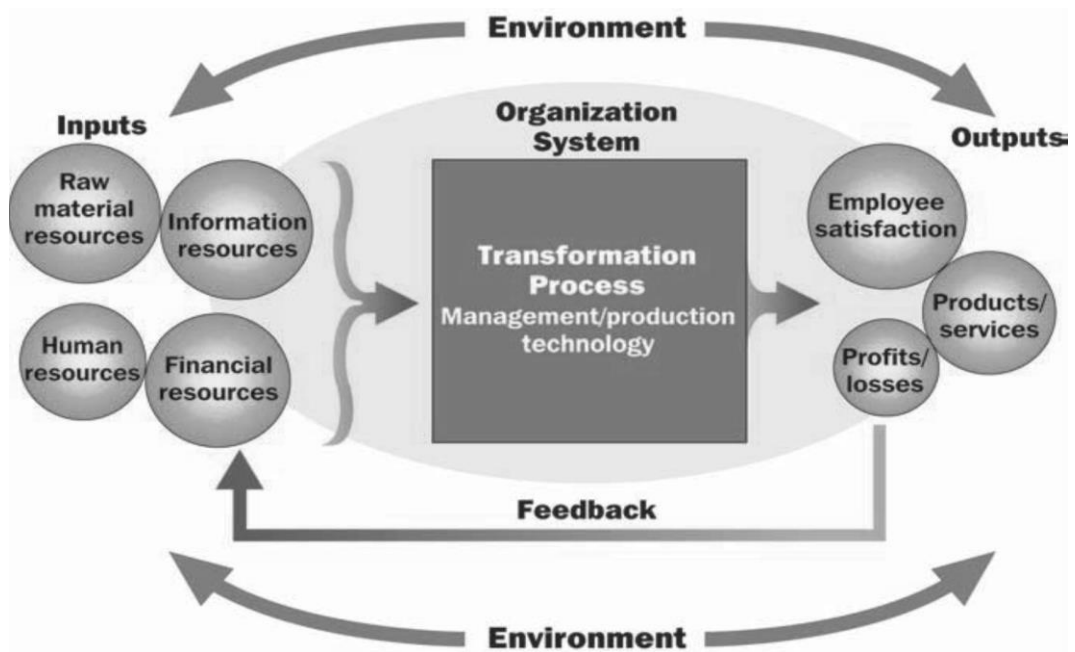 Environment
Inputs
Organization
System
Outputs
Raw
material
resources
Information
resources
Human
resources
Financial
resources
Transformation
Process
Management/production
technology
Employee
satisfaction
Products/
services
Profits/
losses
Feedback
Environment